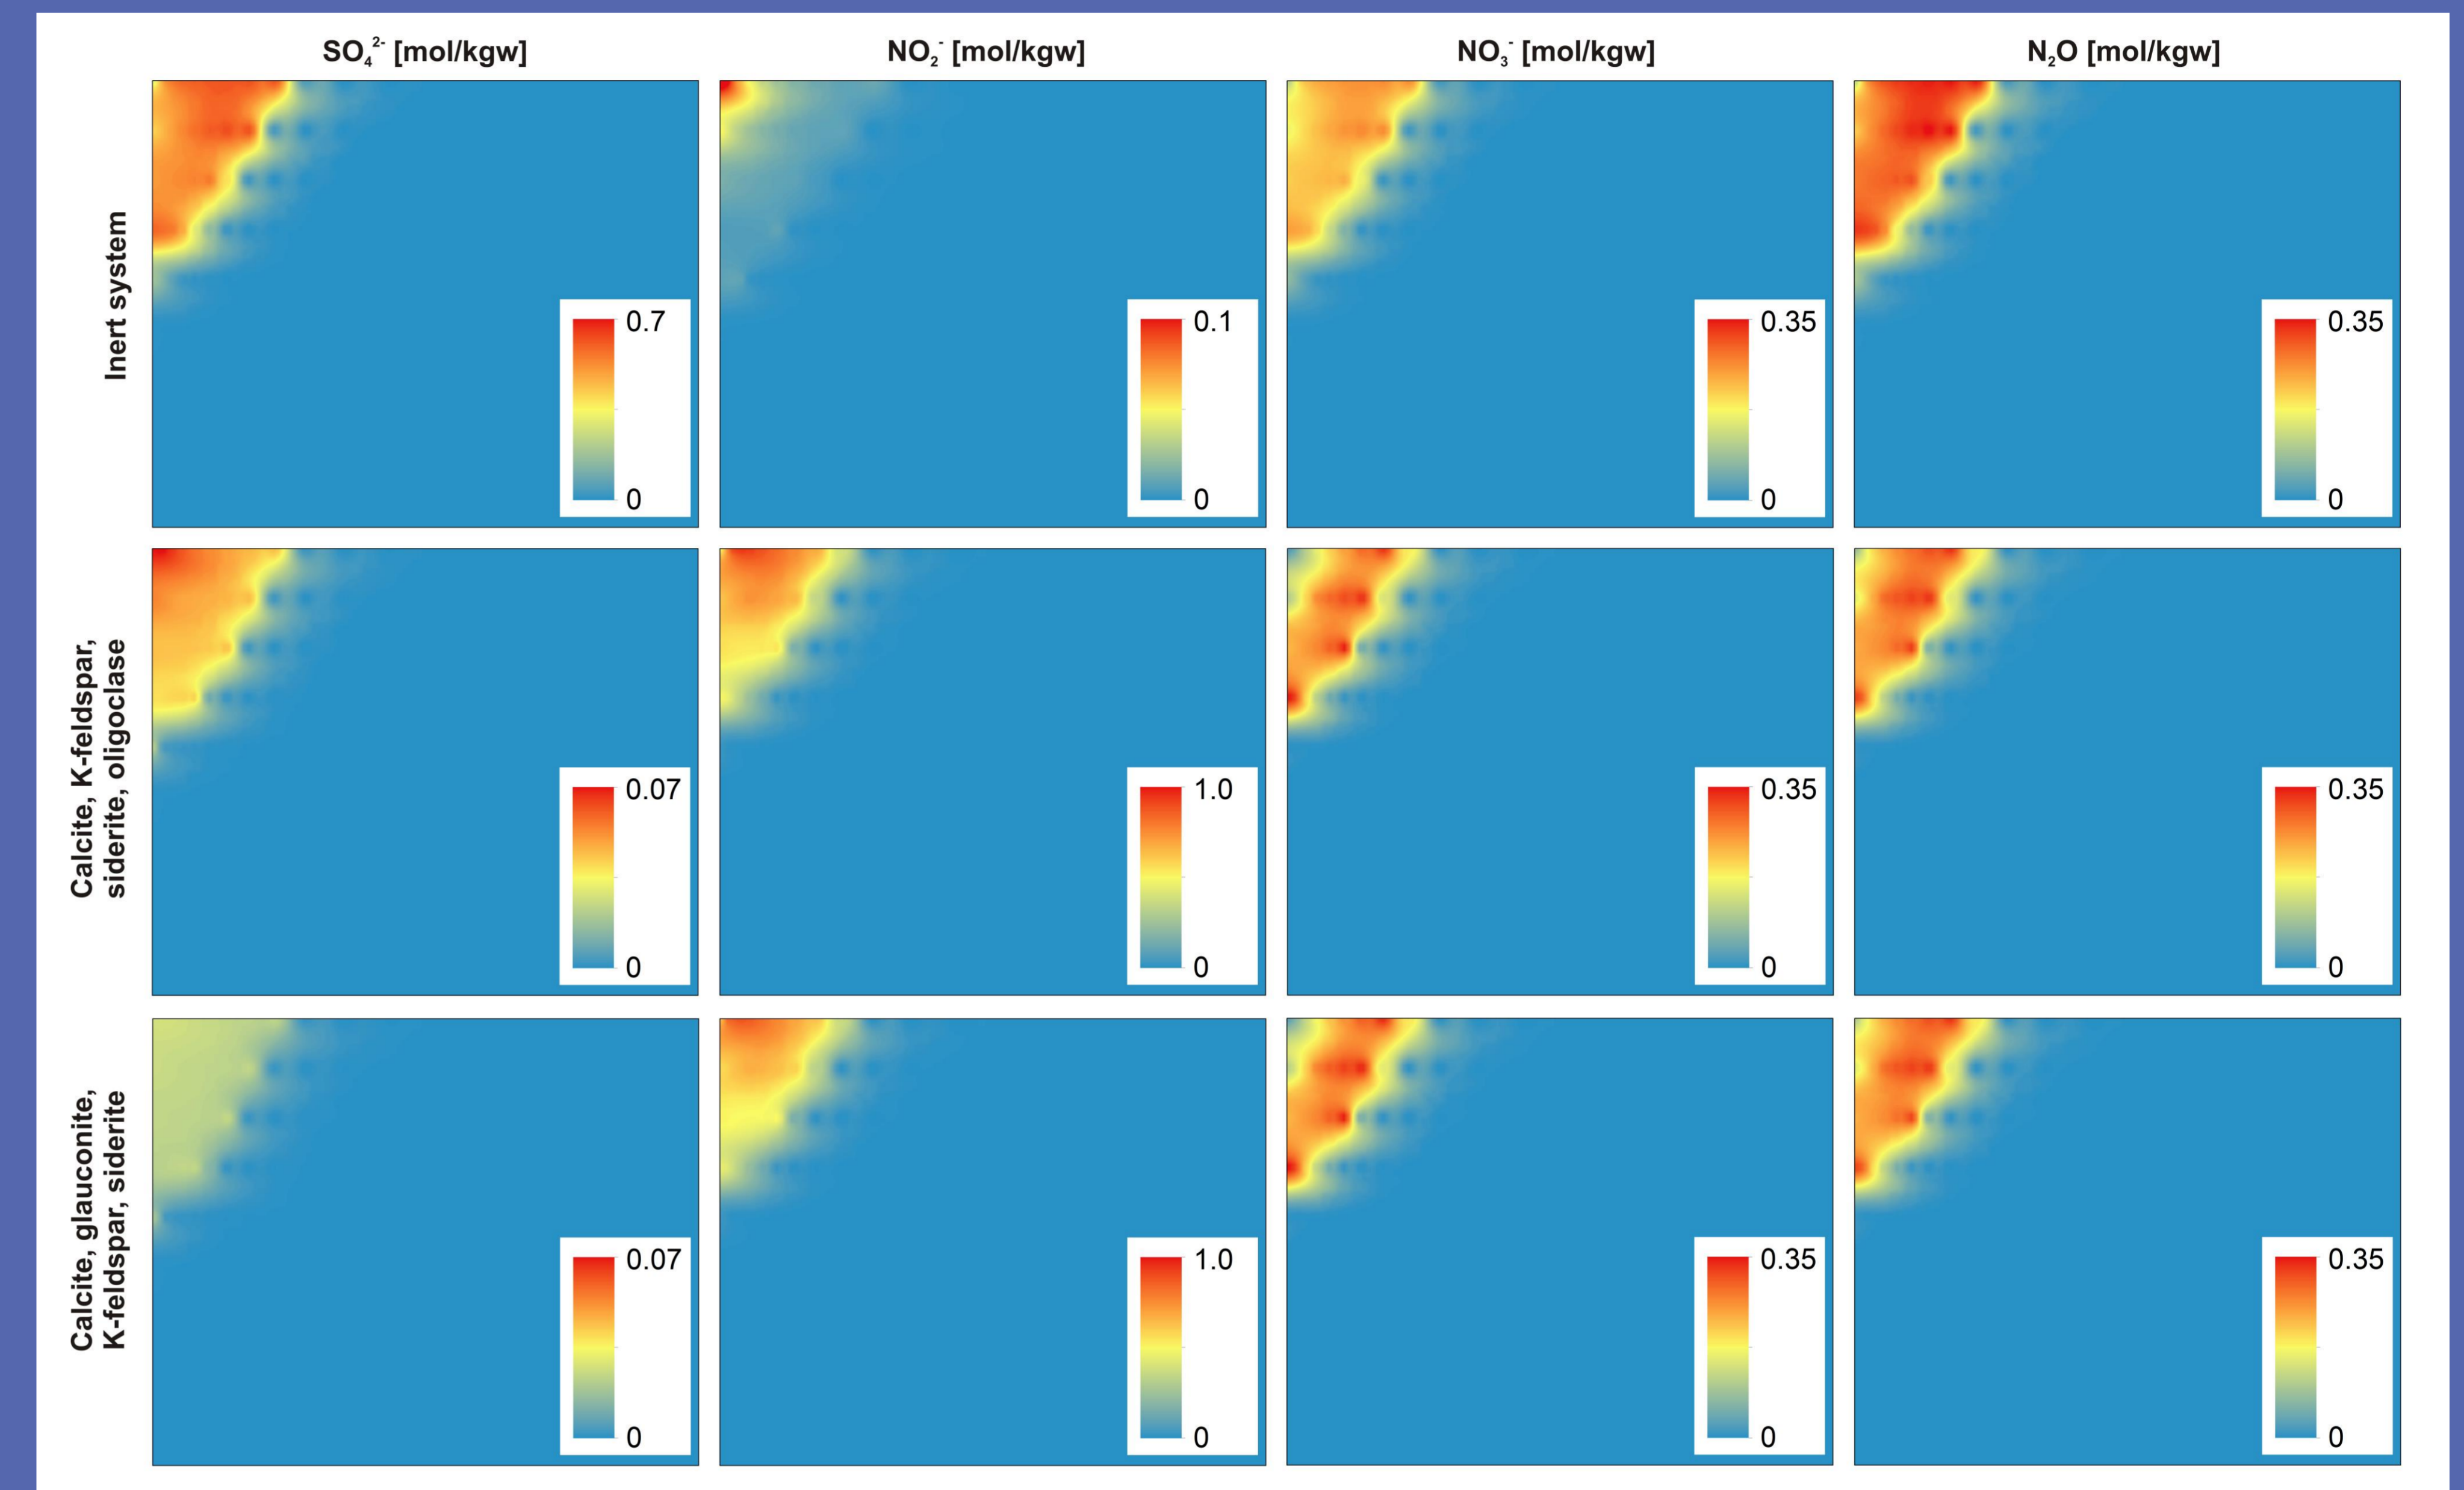 SO₄²⁻ [mol/kgw]
NO₂⁻ [mol/kgw]
NO₃⁻ [mol/kgw]
N₂O [mol/kgw]
Inert system
0.7
0
0.1
0
0.35
0
0.35
0
Calcite, K-feldspar,
siderite, oligoclase
0.07
0
1.0
0
0.35
0
0.35
0
Calcite, glauconite,
K-feldspar, siderite
0.07
0
1.0
0
0.35
0
0.35
0